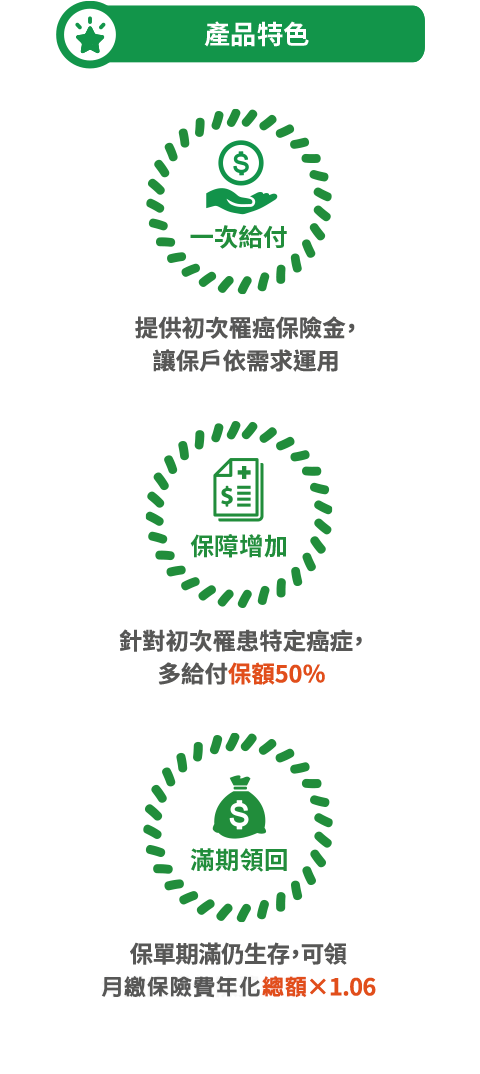 產品特色
$
一次給付
提供初次罹癌保險金，
讓保戶依需求運用
$
保障增加
針對初次罹患特定癌症，
多給付保額50%
$
滿期領回
保單期滿仍生存，可領
月繳保險費年化總額×1.06